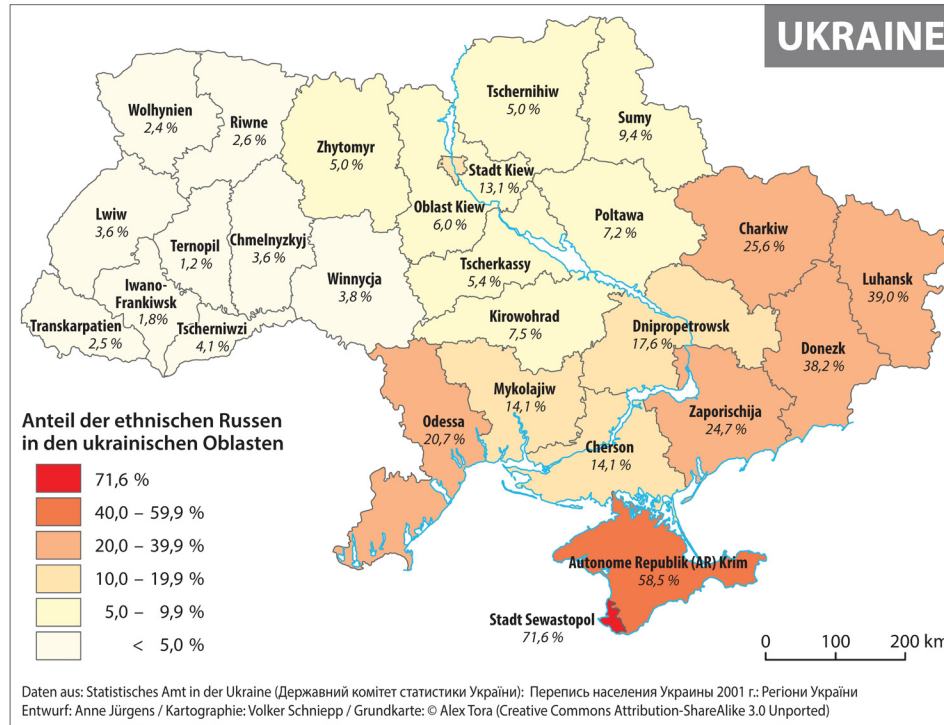 UKRAINE
Wolhynien
2,4 %
Riwne
2,6 %
Zhytomyr
5,0 %
Tschernihiw
5,0 %
Sumy
9,4 %
Stadt Kiew
13,1 %
Oblast Kiew
6,0 %
Poltawa
7,2 %
Charkiw
25,6 %
Luhansk
39,0 %
Lwiw
3,6 %
Ternopil
1,2 %
Chmelnyzkyj
3,6 %
Winnycja
3,8 %
Tscherkassy
5,4 %
Iwano-
Frankiwsk
1,8%
Transkarpatien
2,5 %
Tscherniwzi
4,1 %
Kirowohrad
7,5 %
Dnipropetrowsk
17,6 %
Donezk
38,2 %
Mykolajiw
14,1 %
Odessa
20,7 %
Zaporischija
24,7 %
Cherson
14,1 %
Autonome Republik (AR) Krim
58,5 %
Stadt Sewastopol
71,6 %
Anteil der ethnischen Russen
in den ukrainischen Oblasten
71,6 %
40,0 – 59,9 %
20,0 – 39,9 %
10,0 – 19,9 %
5,0 – 9,9 %
< 5,0 %
0 100 200 km
Daten aus: Statistisches Amt in der Ukraine (Державний комітет статистики України): Перепись населения Украины 2001 г.: Регіони України
Entwurf: Anne Jürgens / Kartographie: Volker Schniepp / Grundkarte: © Alex Tora (Creative Commons Attribution-ShareAlike 3.0 Unported)